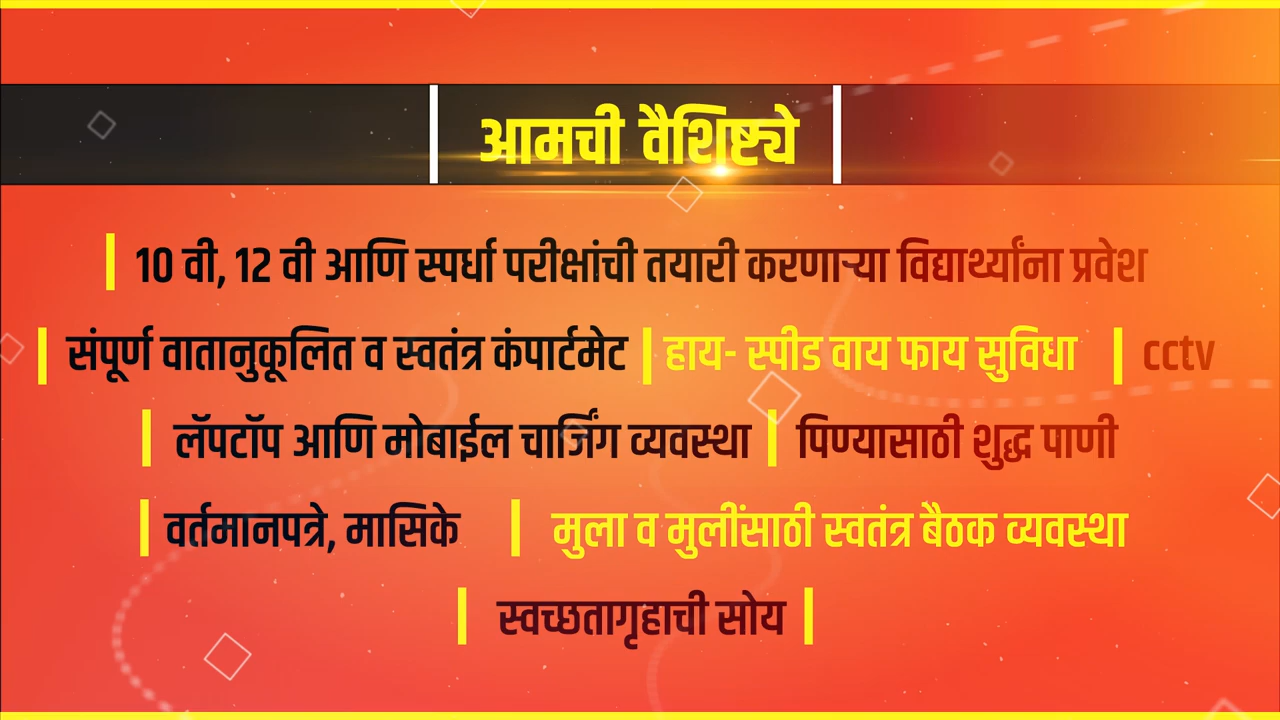 आमची वैशिष्ट्ये
10 वी, 12 वी आणि स्पर्धा परीक्षांची तयारी करणाऱ्या विद्यार्थ्यांना प्रवेश
संपूर्ण वातानुकूलित व स्वतंत्र कंपार्टमेट | हाय- स्पीड वाय फाय सुविधा | cctv
लॅपटॉप आणि मोबाईल चार्जिंग व्यवस्था | पिण्यासाठी शुद्ध पाणी
वर्तमानपत्रे, मासिके | मुला व मुलींसाठी स्वतंत्र बैठक व्यवस्था
स्वच्छतागृहाची सोय